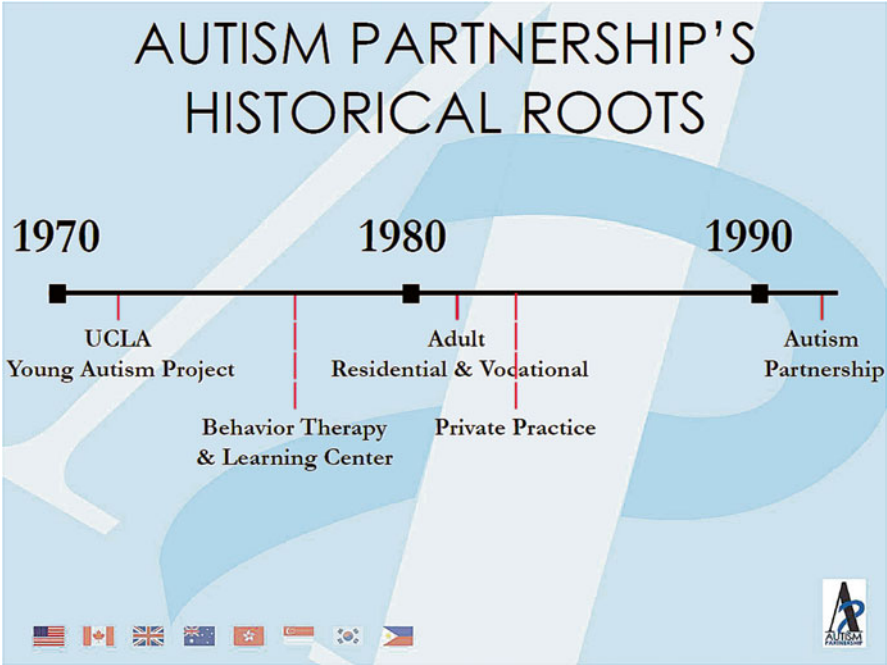 AUTISM PARTNERSHIP’S
HISTORICAL ROOTS
1970
1980
1990
UCLA
Young Autism Project
Behavior Therapy
& Learning Center
Adult
Residential & Vocational
Private Practice
Autism
Partnership
AUTISM
PARTNERSHIP